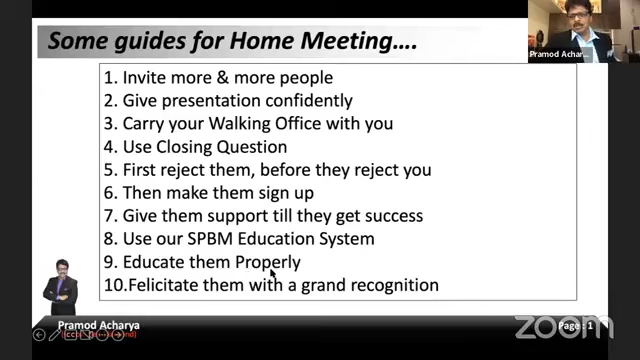 Some guides for Home Meeting….
Pramod Achar…
1. Invite more & more people
2. Give presentation confidently
3. Carry your Walking Office with you
4. Use Closing Question
5. First reject them, before they reject you
6. Then make them sign up
7. Give them support till they get success
8. Use our SPBM Education System
9. Educate them Properly
10.Felicitate them with a grand recognition
Pramod Acharya
Page: 1
zoom